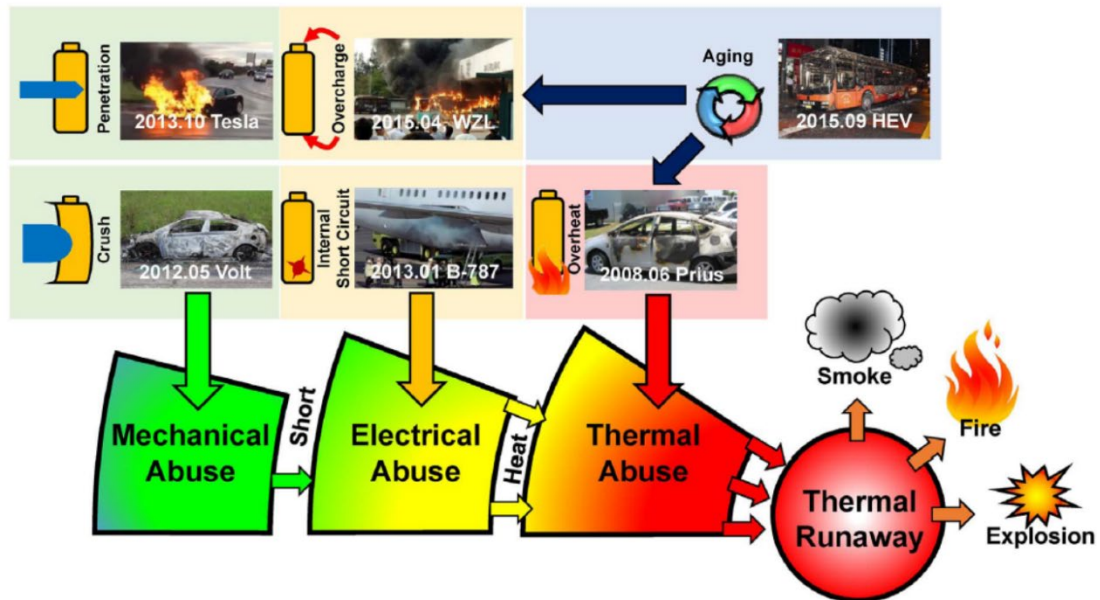 Penetration
2013.10 Tesla
Overcharge
2015.04 WZL
Aging
2015.09 HEV
Crush
2012.05 Volt
Internal
Short Circuit
2013.01 B-787
Overheat
2008.06 Prius
Mechanical
Abuse
Short
Electrical
Abuse
Heat
Thermal
Abuse
Thermal
Runaway
Smoke
Fire
Explosion